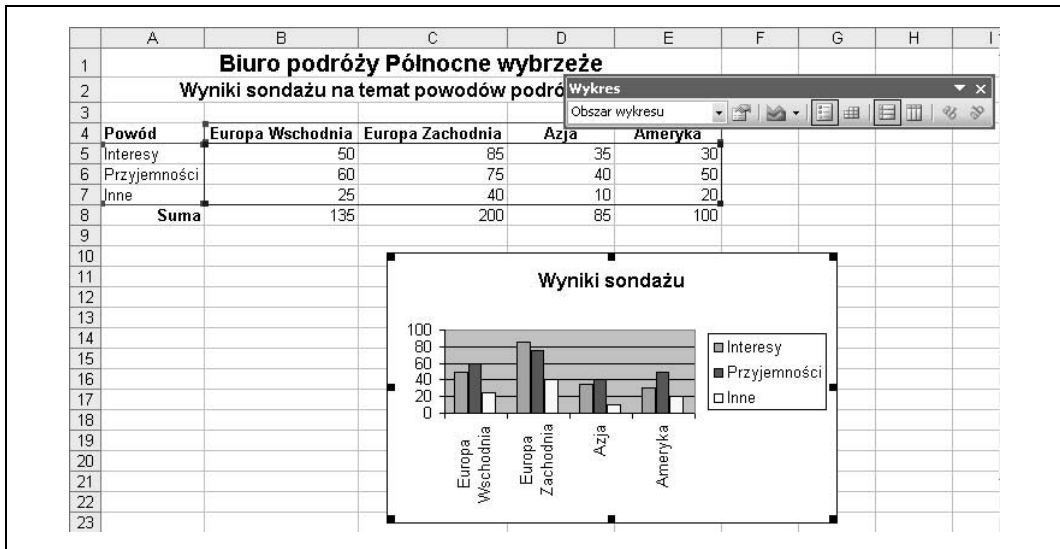 A B C D E F G H I
1 Biuro podróży Północne wybrzeże
2 Wyniki sondażu na temat powodów podró
Wykres
Obszar wykresu
3
4 Powód Europa Wschodnia Europa Zachodnia Azja Ameryka
5 Interesy 50 85 35 30
6 Przyjemności 60 75 40 50
7 Inne 25 40 10 20
8 Suma 135 200 85 100
9
10
11
12
13
14
15
16
17
18
19
20
21
22
23
Wyniki sondażu
100
80
60
40
20
0
Europa
Wschodnia
Europa
Zachodnia
Azja
Ameryka
Interesy
Przyjemności
Inne